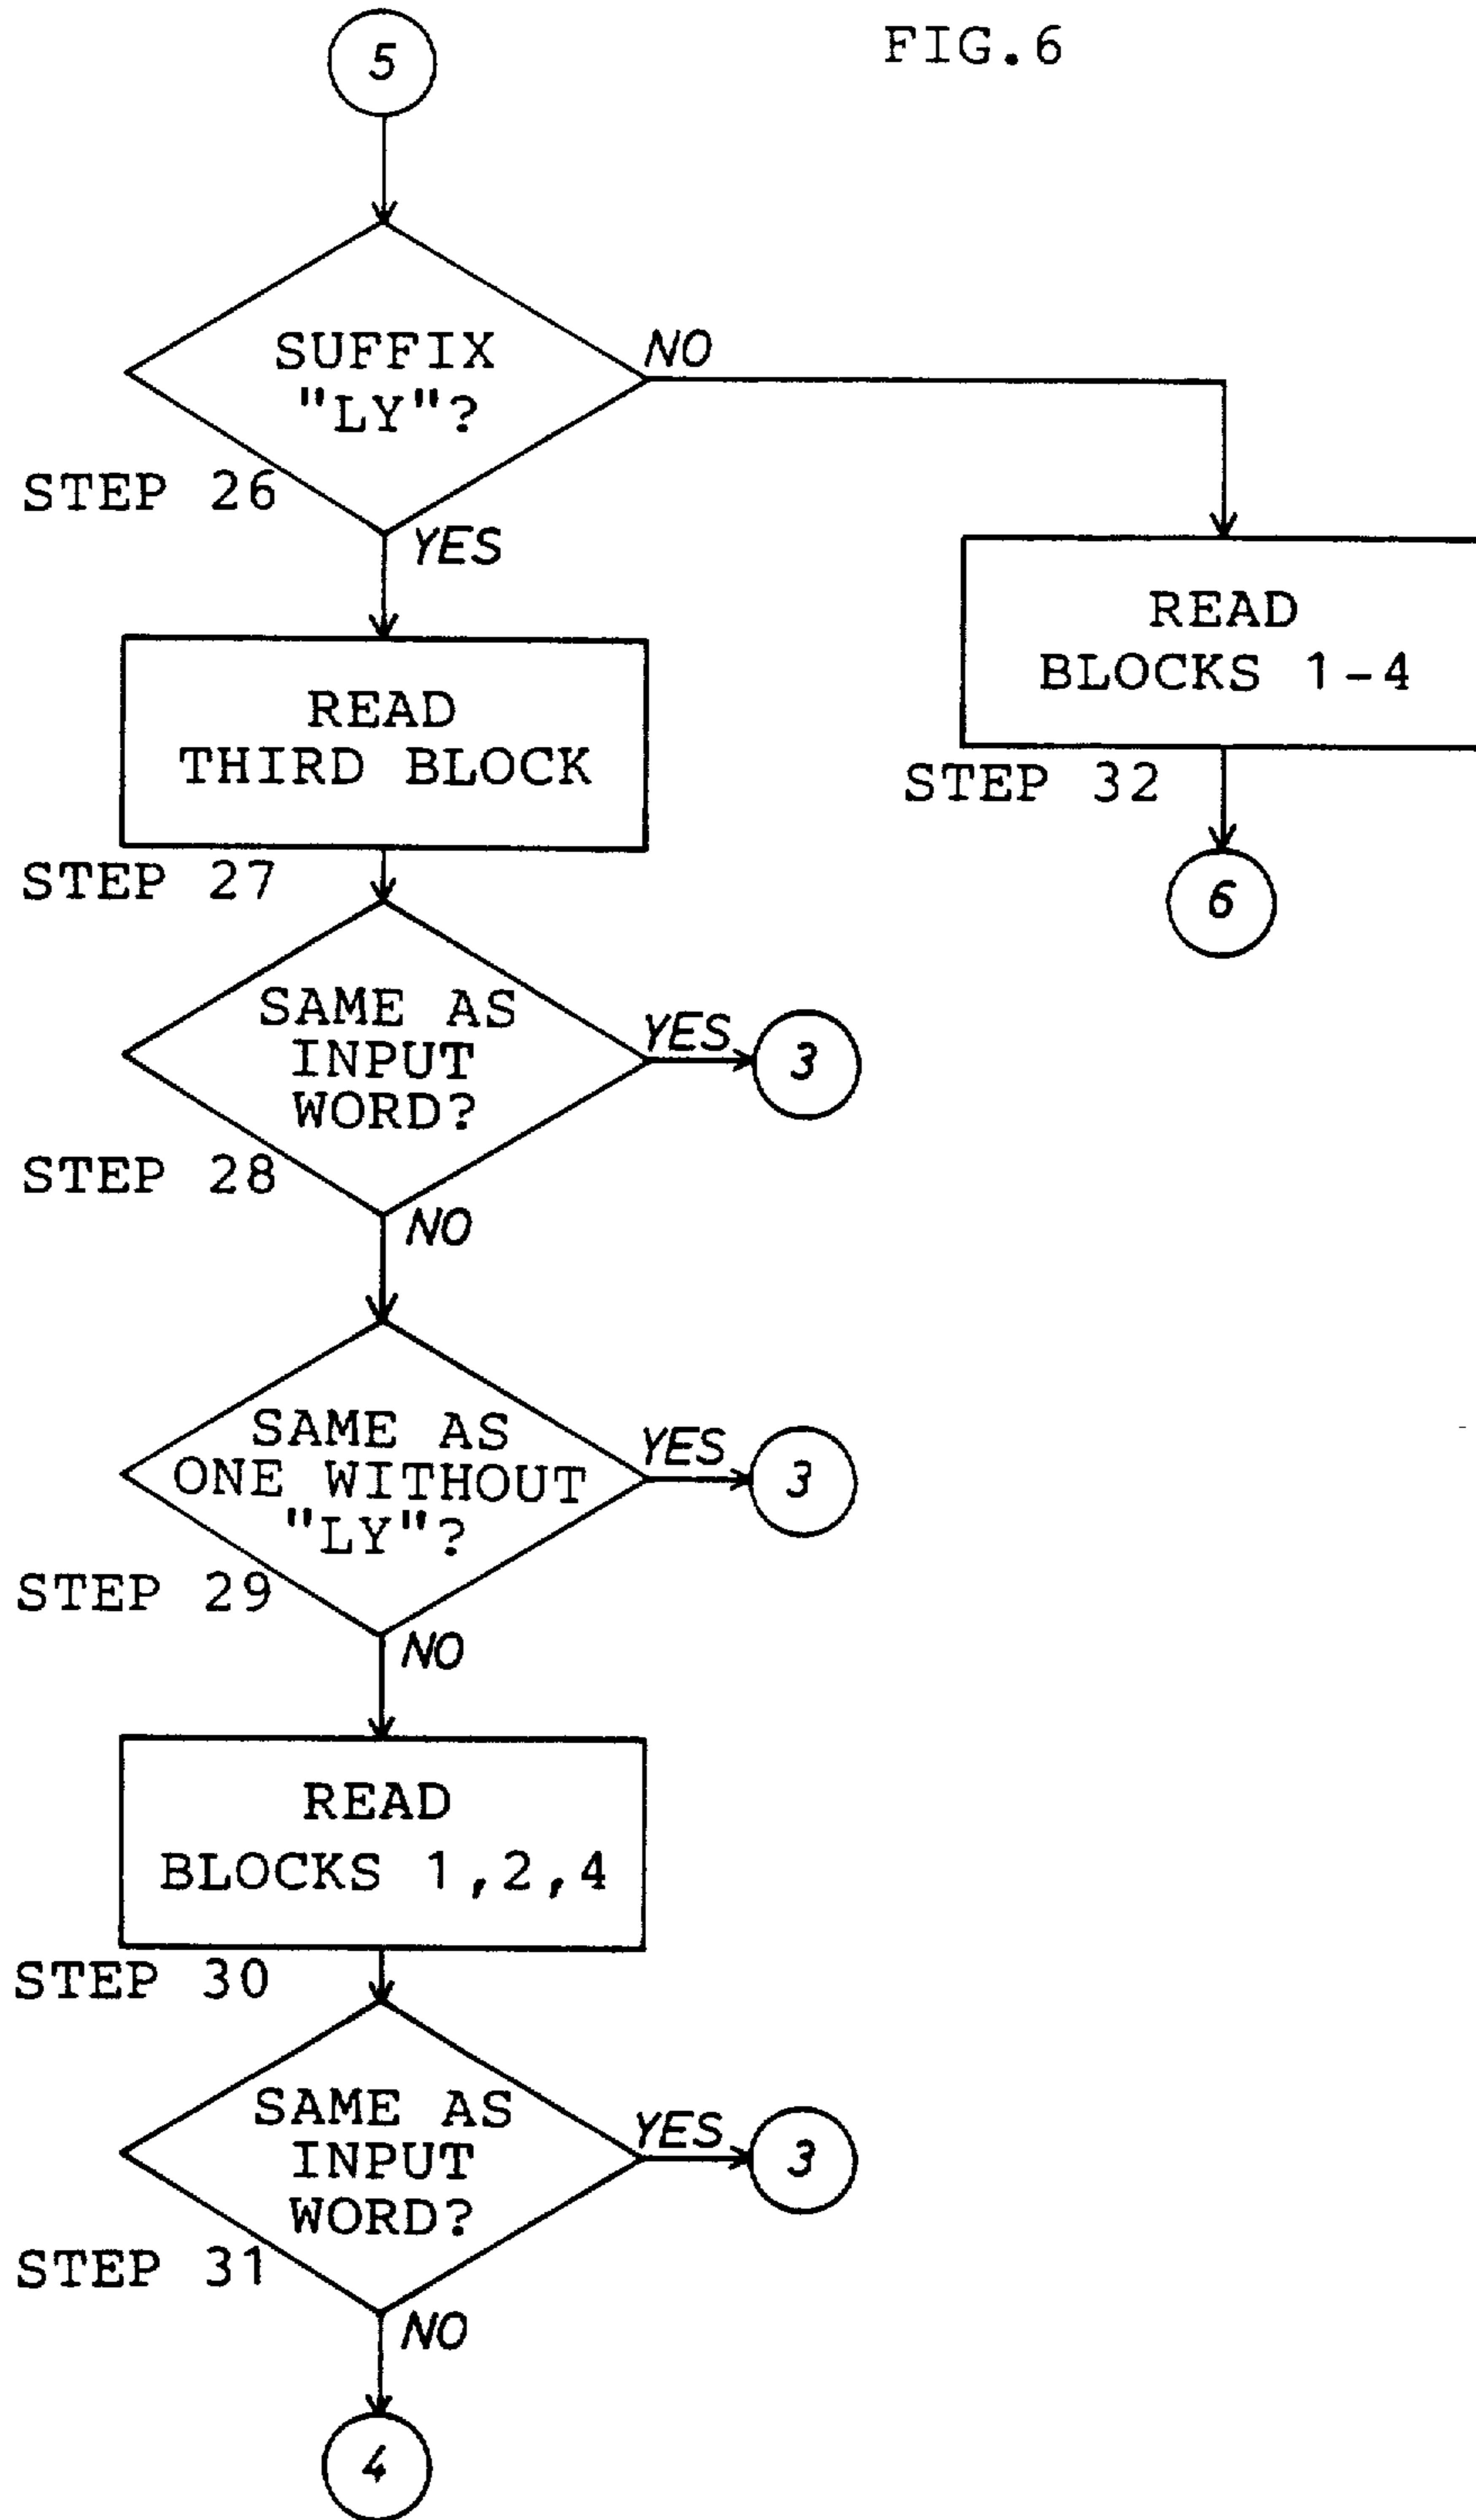 5
FIG.6
SUFFIX
"LY"?
NO
STEP 26
YES
READ
THIRD BLOCK
STEP 27
READ
BLOCKS 1-4
STEP 32
6
SAME AS
INPUT
WORD?
YES
3
STEP 28
NO
SAME AS
ONE WITHOUT
"LY"?
YES
3
STEP 29
NO
READ
BLOCKS 1,2,4
STEP 30
SAME AS
INPUT
WORD?
YES
3
STEP 31
NO
4